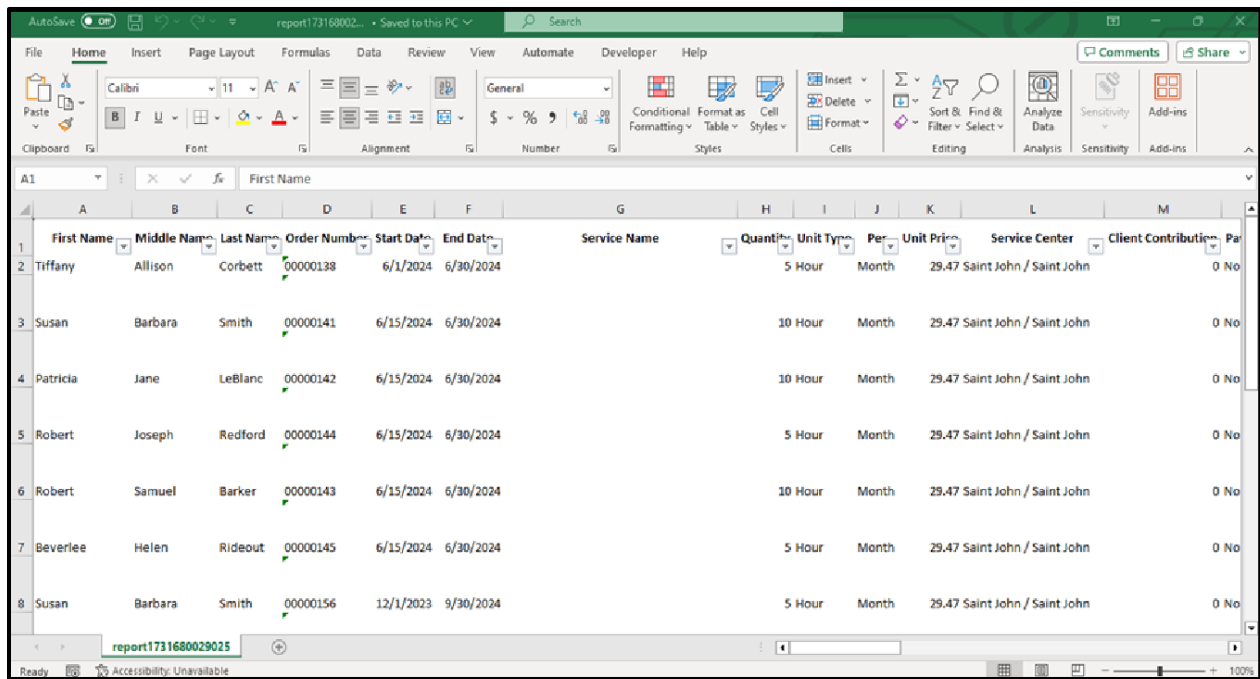 AutoSave Off report173168002... • Saved to this PC Search
File Home Insert Page Layout Formulas Data Review View Automate Developer Help Comments Share
Paste Calibri 11 General Conditional Formatting Format as Table Cell Styles Insert Delete Format Sort & Filter Find & Select Analyze Data Sensitivity Add-ins
Clipboard Font Alignment Number Styles Cells Editing Analysis Sensitivity Add-ins
A1 fx First Name
A B C D E F G H I J K L M
1 First Name Middle Name Last Name Order Number Start Date End Date Service Name Quantity Unit Type Per Unit Price Service Center Client Contribution Pa
2 Tiffany Allison Corbett 00000138 6/1/2024 6/30/2024 5 Hour Month 29.47 Saint John / Saint John 0 No
3 Susan Barbara Smith 00000141 6/15/2024 6/30/2024 10 Hour Month 29.47 Saint John / Saint John 0 No
4 Patricia Jane LeBlanc 00000142 6/15/2024 6/30/2024 10 Hour Month 29.47 Saint John / Saint John 0 No
5 Robert Joseph Redford 00000144 6/15/2024 6/30/2024 5 Hour Month 29.47 Saint John / Saint John 0 No
6 Robert Samuel Barker 00000143 6/15/2024 6/30/2024 10 Hour Month 29.47 Saint John / Saint John 0 No
7 Beverlee Helen Rideout 00000145 6/15/2024 6/30/2024 5 Hour Month 29.47 Saint John / Saint John 0 No
8 Susan Barbara Smith 00000156 12/1/2023 9/30/2024 5 Hour Month 29.47 Saint John / Saint John 0 No
report1731680029025
Ready Accessibility: Unavailable 100%